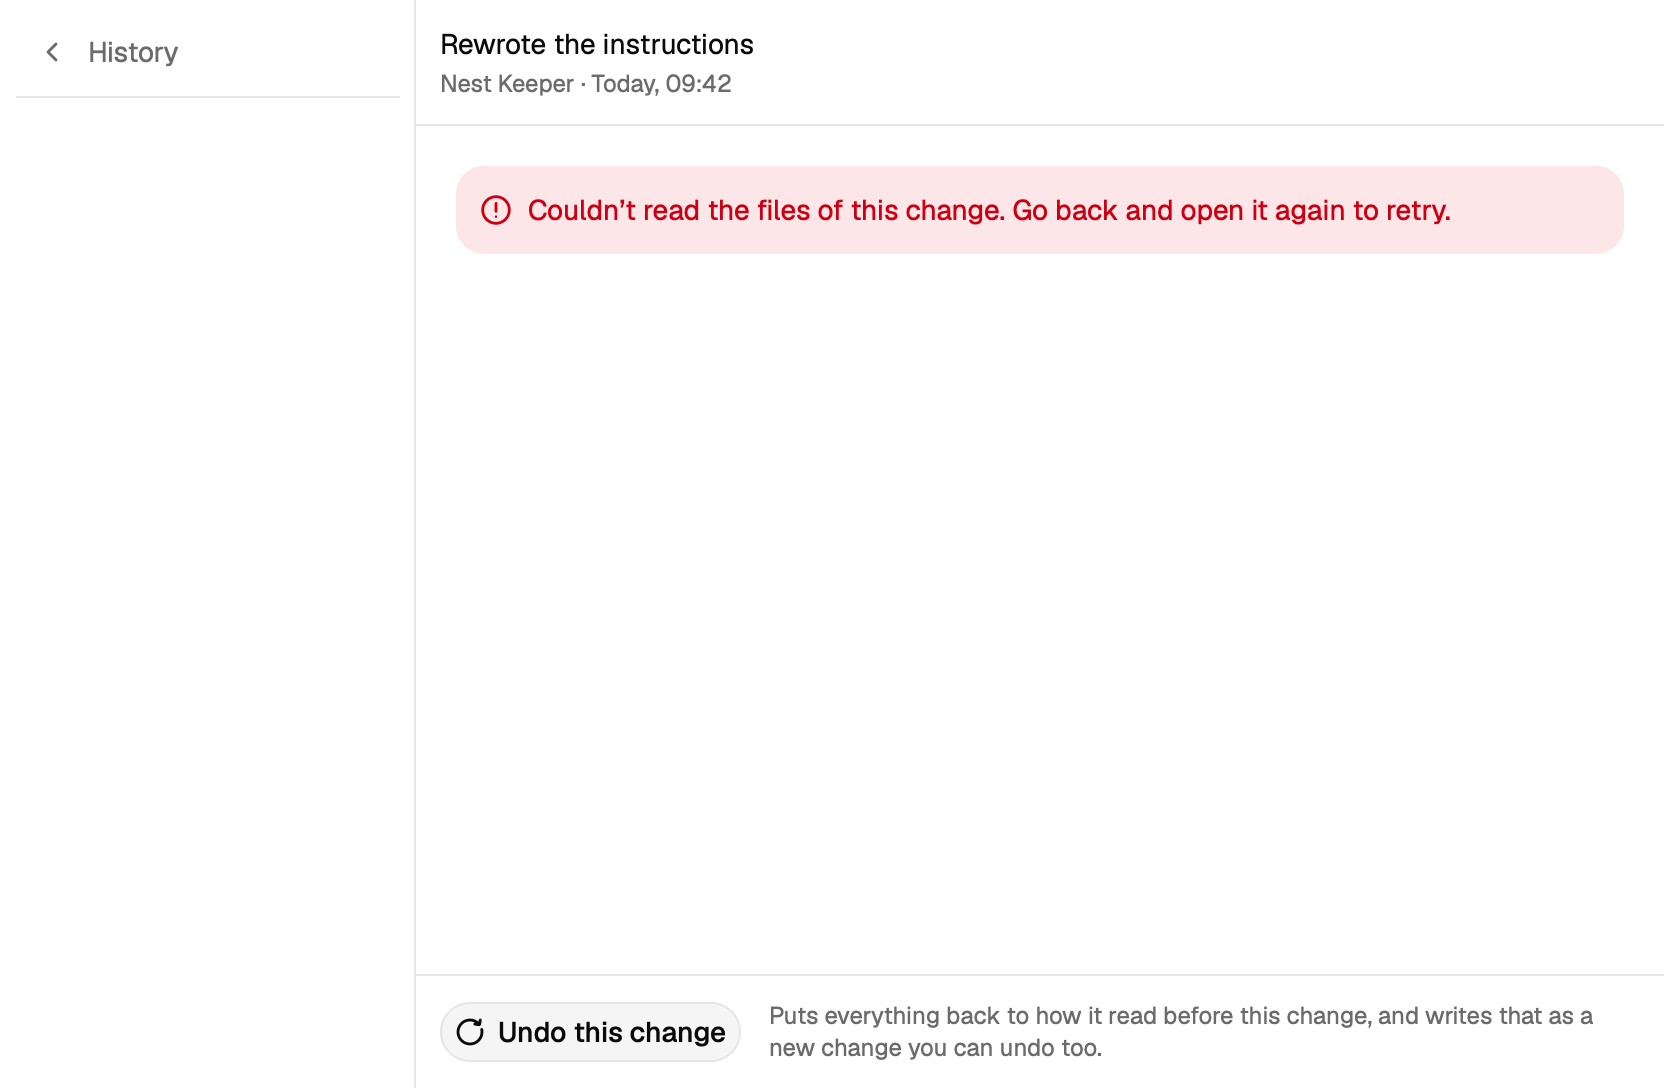 History
Rewrote the instructions
Nest Keeper · Today, 09:42
Couldn’t read the files of this change. Go back and open it again to retry.
Undo this change
Puts everything back to how it read before this change, and writes that as a
new change you can undo too.